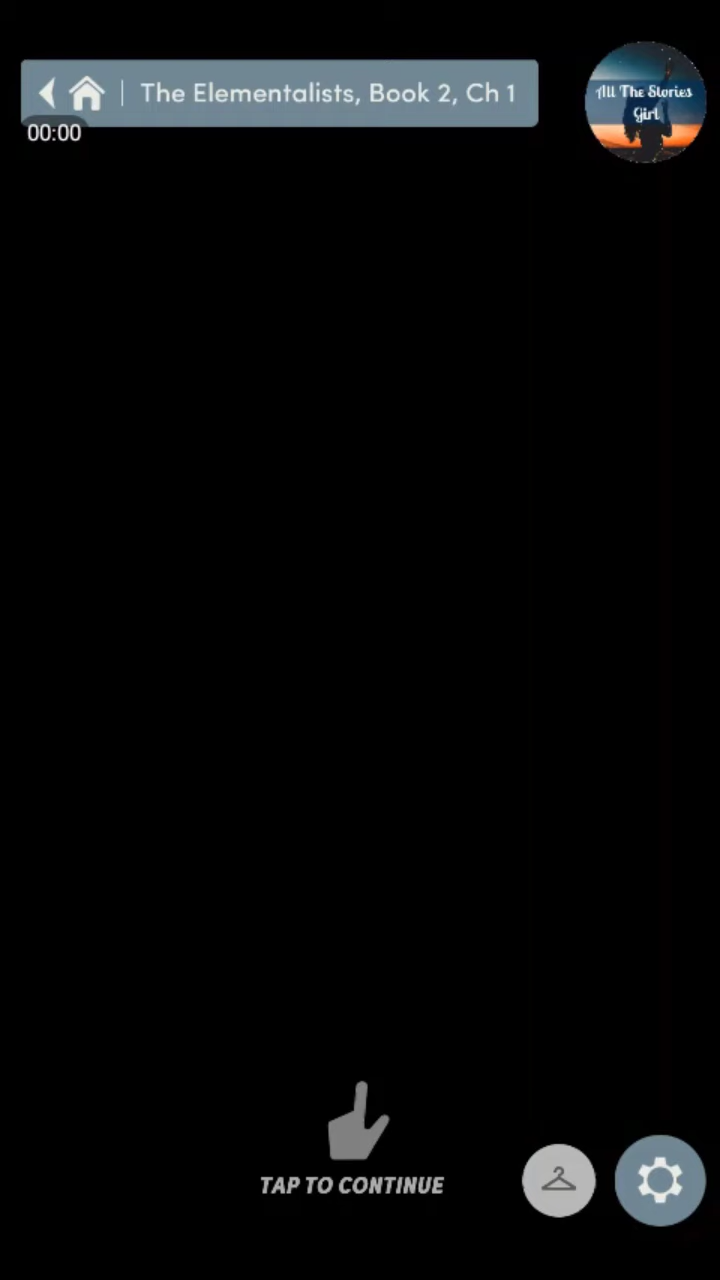 The Elementalists, Book 2, Ch 1
All The Stories
Girl
00:00
TAP TO CONTINUE